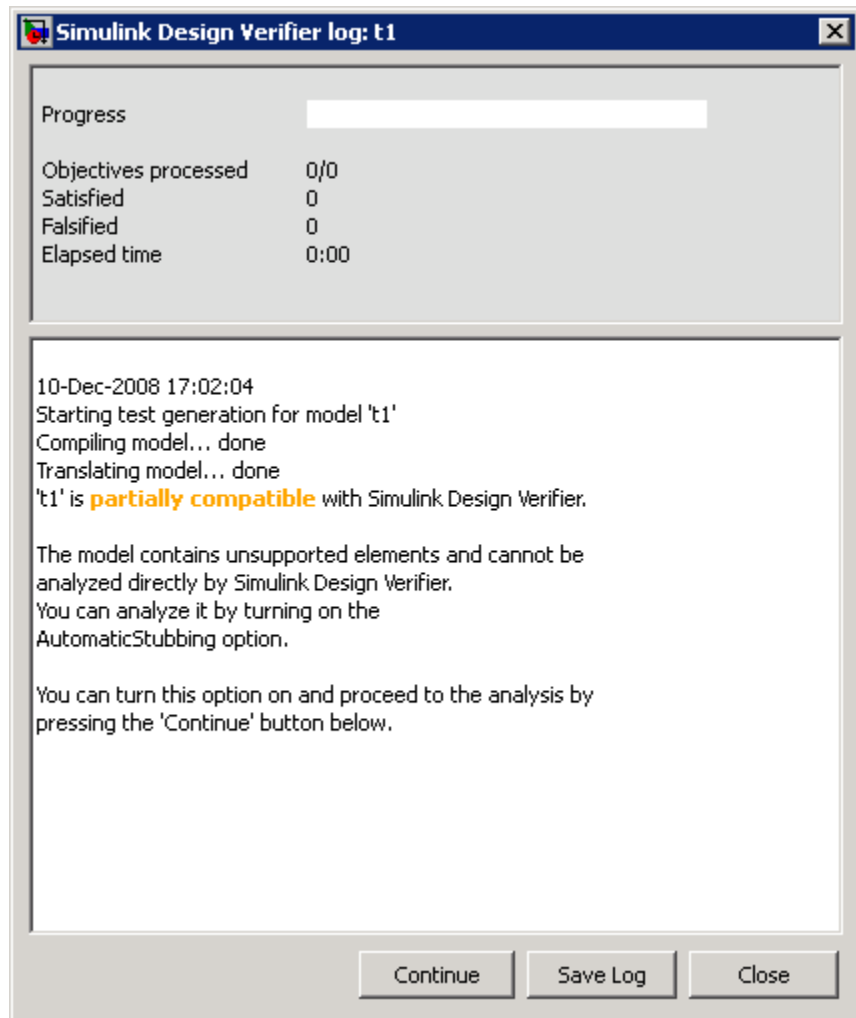 Simulink Design Verifier log: t1
Progress
Objectives processed 0/0
Satisfied 0
Falsified 0
Elapsed time 0:00
10-Dec-2008 17:02:04
Starting test generation for model 't1'
Compiling model... done
Translating model... done
't1' is partially compatible with Simulink Design Verifier.
The model contains unsupported elements and cannot be
analyzed directly by Simulink Design Verifier.
You can analyze it by turning on the
AutomaticStubbing option.
You can turn this option on and proceed to the analysis by
pressing the 'Continue' button below.
Continue Save Log Close